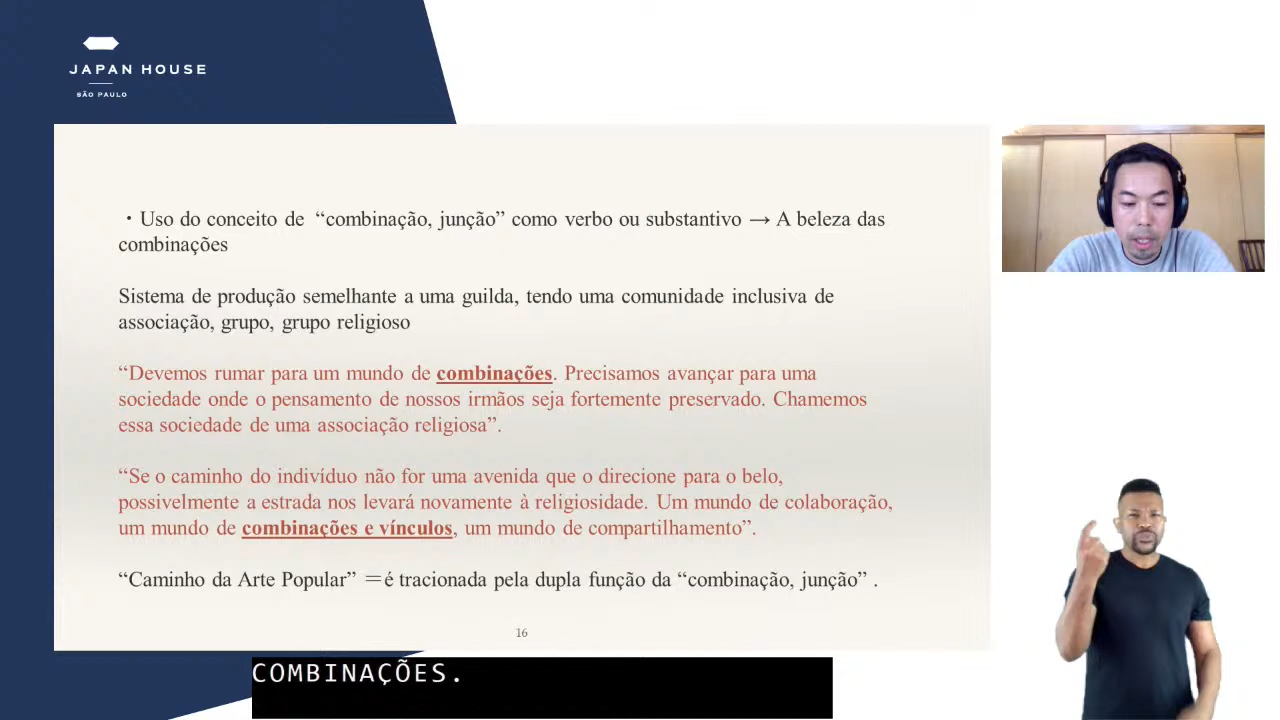 JAPAN HOUSE
SÃO PAULO
・Uso do conceito de “combinação, junção” como verbo ou substantivo → A beleza das
combinações
Sistema de produção semelhante a uma guilda, tendo uma comunidade inclusiva de
associação, grupo, grupo religioso
“Devemos rumar para um mundo de combinações. Precisamos avançar para uma
sociedade onde o pensamento de nossos irmãos seja fortemente preservado. Chamemos
essa sociedade de uma associação religiosa”.
“Se o caminho do indivíduo não for uma avenida que o direcione para o belo,
possivelmente a estrada nos levará novamente à religiosidade. Um mundo de colaboração,
um mundo de combinações e vínculos, um mundo de compartilhamento”.
“Caminho da Arte Popular” ＝é tracionada pela dupla função da “combinação, junção” .
16
COMBINAÇÕES.